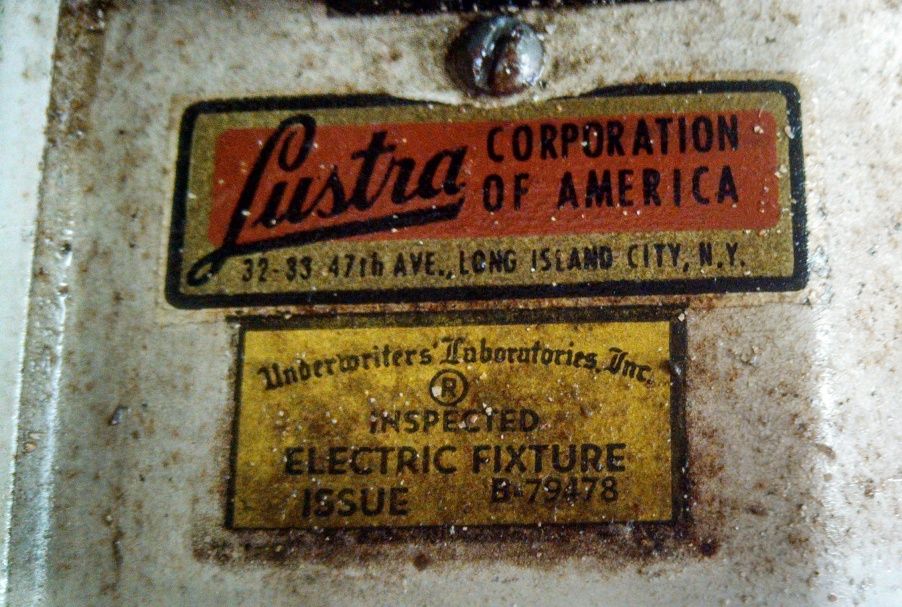 Lustra CORPORATION
OF AMERICA
32-33 47th AVE., LONG ISLAND CITY, N.Y.
Underwriters' Laboratories, Inc.
®
INSPECTED
ELECTRIC FIXTURE
ISSUE B-79478